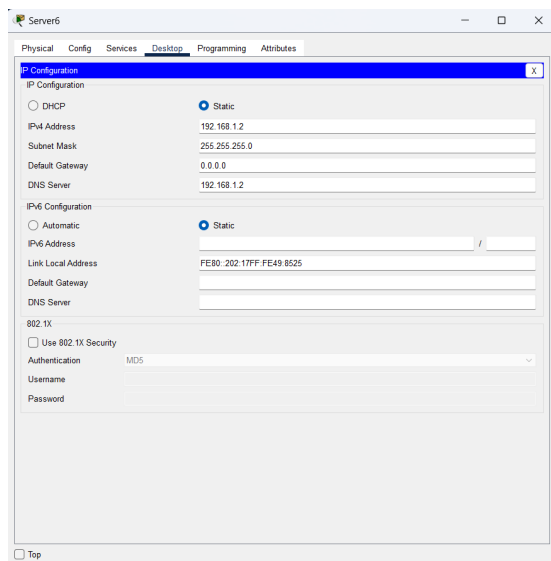 Server6
Physical Config Services Desktop Programming Attributes
IP Configuration X
IP Configuration
DHCP Static
IPv4 Address 192.168.1.2
Subnet Mask 255.255.255.0
Default Gateway 0.0.0.0
DNS Server 192.168.1.2
IPv6 Configuration
Automatic Static
IPv6 Address /
Link Local Address FE80::202:17FF:FE49:8525
Default Gateway
DNS Server
802.1X
Use 802.1X Security
Authentication MD5
Username
Password
Top